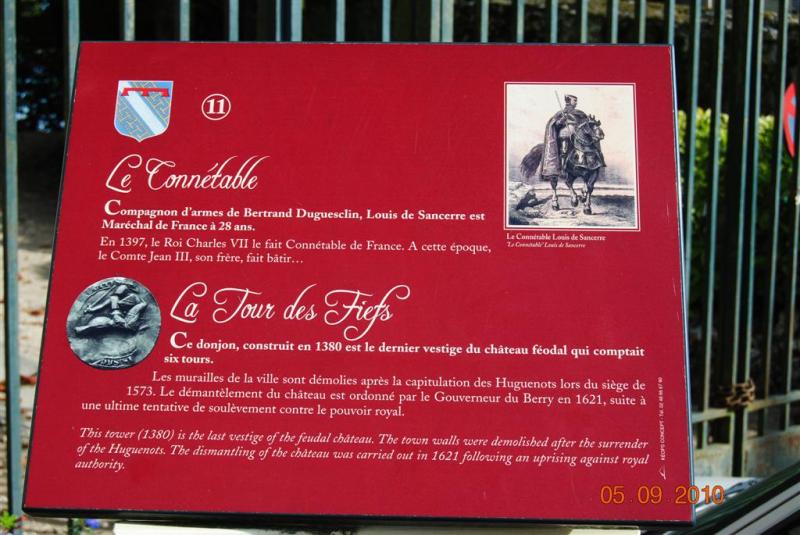 11
Le Connétable
Compagnon d'armes de Bertrand Duguesclin, Louis de Sancerre est
Maréchal de France à 28 ans.
En 1397, le Roi Charles VII le fait Connétable de France. A cette époque,
le Comte Jean III, son frère, fait bâtir…
Le Connétable Louis de Sancerre
'Le Connétable' Louis de Sancerre
La Tour des Fiefs
Ce donjon, construit en 1380 est le dernier vestige du château féodal qui comptait
six tours.
Les murailles de la ville sont démolies après la capitulation des Huguenots lors du siège de
1573. Le démantèlement du château est ordonné par le Gouverneur du Berry en 1621, suite à
une ultime tentative de soulèvement contre le pouvoir royal.
This tower (1380) is the last vestige of the feudal château. The town walls were demolished after the surrender
of the Huguenots. The dismantling of the château was carried out in 1621 following an uprising against royal
authority.
05.09.2010